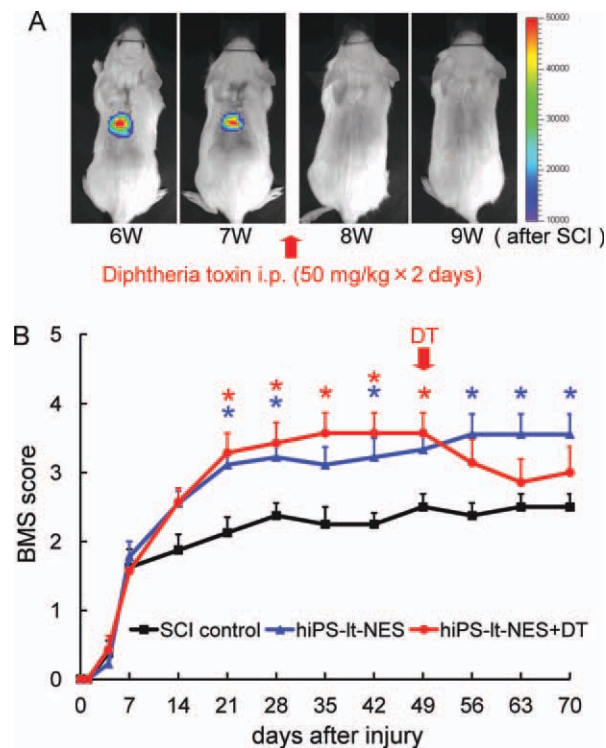 A
50000
40000
30000
20000
10000
6W 7W 8W 9W ( after SCI )
Diphtheria toxin i.p. (50 mg/kg × 2 days)
B
DT
* * * * *
* * * * * *
BMS score
5
4
3
2
1
0
SCI control hiPS-lt-NES hiPS-lt-NES+DT
0 7 14 21 28 35 42 49 56 63 70
days after injury